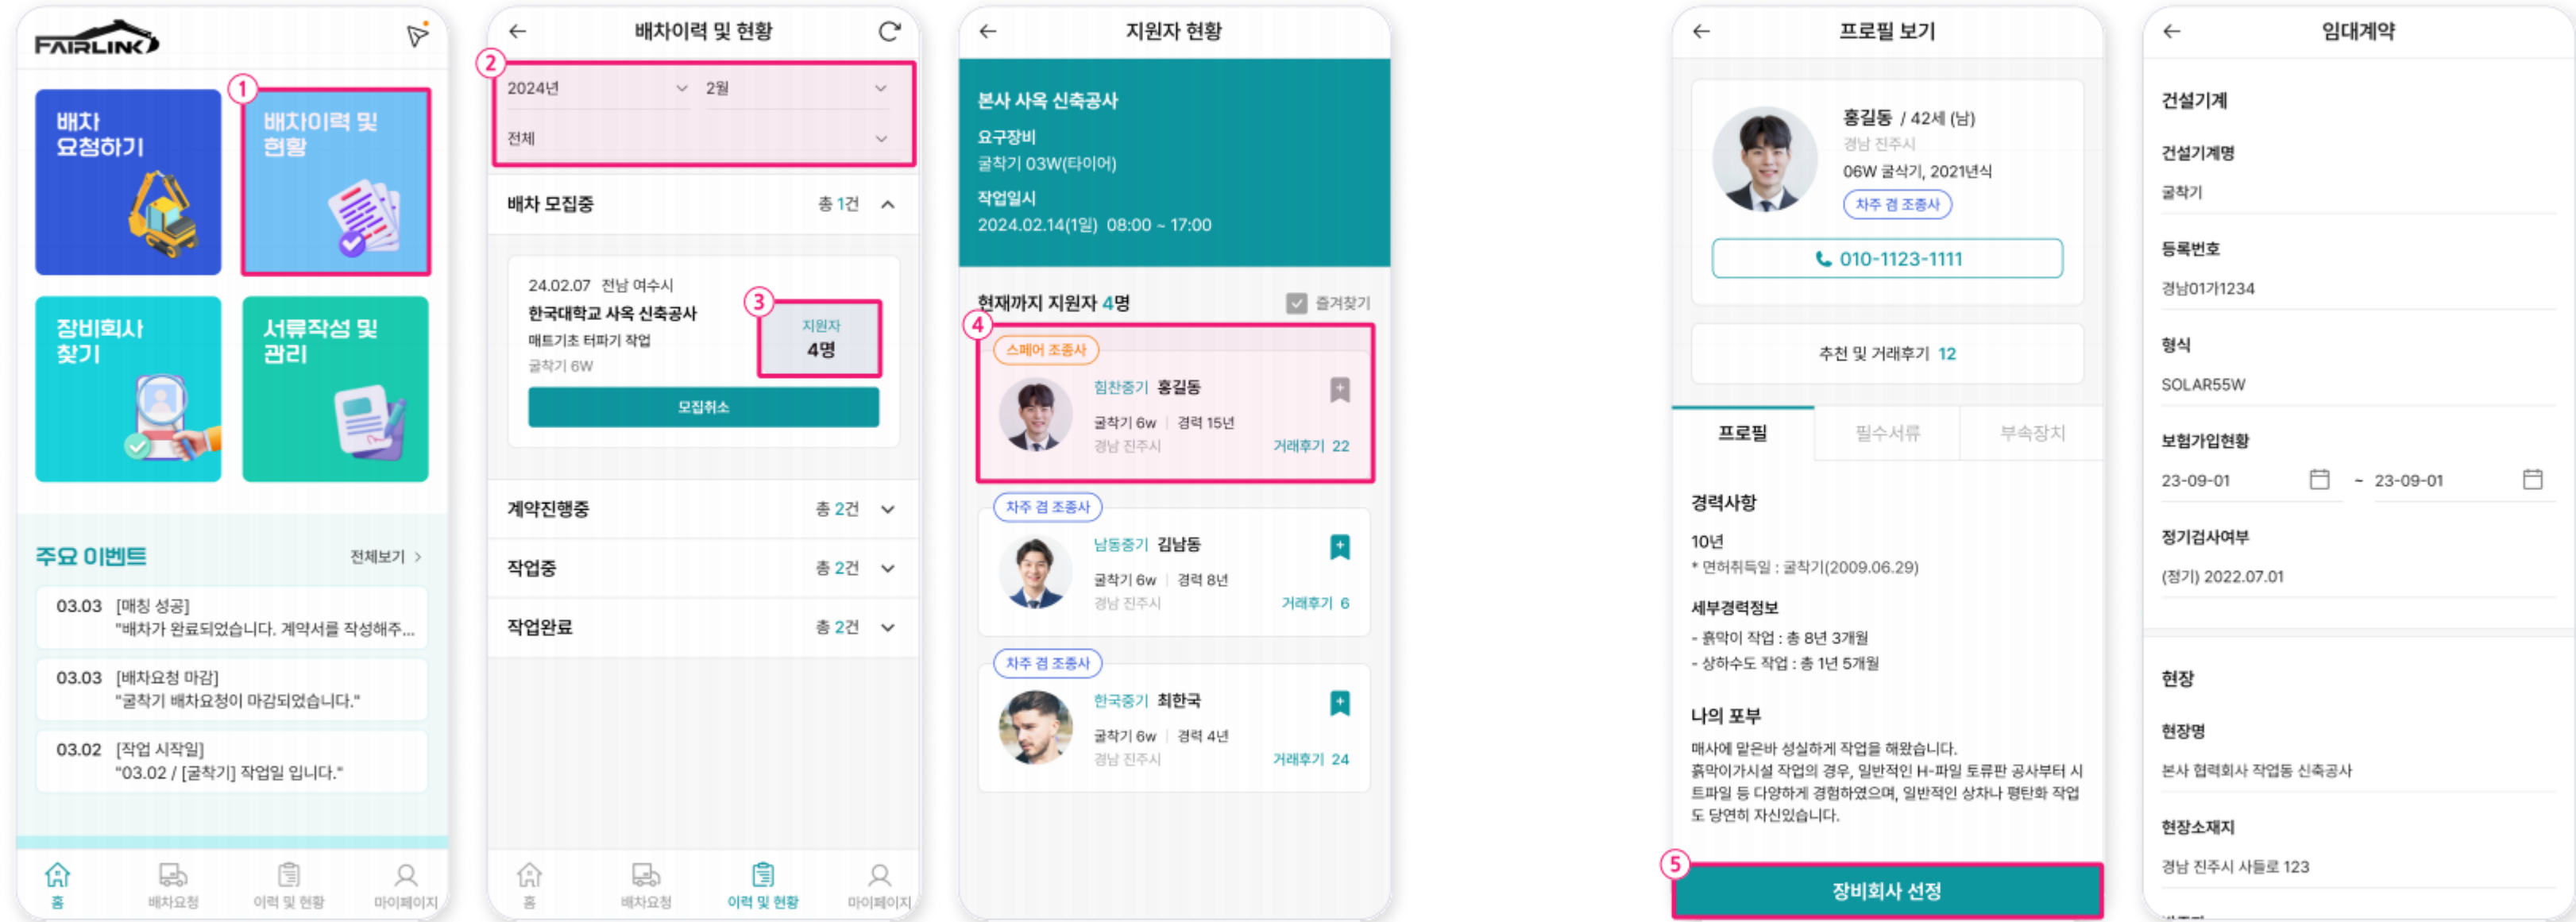 FAIRLINK
배차
요청하기
①
배차이력 및
현황
장비회사
찾기
서류작성 및
관리
주요 이벤트
전체보기 >
03.03 [매칭 성공]
"배차가 완료되었습니다. 계약서를 작성해주...
03.03 [배차요청 마감]
"굴착기 배차요청이 마감되었습니다."
03.02 [작업 시작일]
"03.02 / [굴착기] 작업일 입니다."
홈 배차요청 이력 및 현황 마이페이지
배차이력 및 현황
②
2024년 2월
전체
배차 모집중 총 1건
24.02.07 전남 여수시
한국대학교 사옥 신축공사
매트기초 터파기 작업
굴착기 6W
③
지원자
4명
모집취소
계약진행중 총 2건
작업중 총 2건
작업완료 총 2건
홈 배차요청 이력 및 현황 마이페이지
지원자 현황
본사 사옥 신축공사
요구장비
굴착기 03W(타이어)
작업일시
2024.02.14(1일) 08:00 ~ 17:00
현재까지 지원자 4명 즐겨찾기
④
스페어 조종사
힘찬중기 홍길동
굴착기 6w | 경력 15년
경남 진주시 거래후기 22
차주 겸 조종사
남동중기 김남동
굴착기 6w | 경력 8년
경남 진주시 거래후기 6
차주 겸 조종사
한국중기 최한국
굴착기 6w | 경력 4년
경남 진주시 거래후기 24
프로필 보기
홍길동 / 42세 (남)
경남 진주시
06W 굴삭기, 2021년식
차주 겸 조종사
010-1123-1111
추천 및 거래후기 12
프로필 필수서류 부속장치
경력사항
10년
* 면허취득일 : 굴착기(2009.06.29)
세부경력정보
- 흙막이 작업 : 총 8년 3개월
- 상하수도 작업 : 총 1년 5개월
나의 포부
매사에 맡은바 성실하게 작업을 해왔습니다.
흙막이가시설 작업의 경우, 일반적인 H-파일 토류판 공사부터 시
트파일 등 다양하게 경험하였으며, 일반적인 상차나 평탄화 작업
도 당연히 자신있습니다.
⑤
장비회사 선정
임대계약
건설기계
건설기계명
굴착기
등록번호
경남01가1234
형식
SOLAR55W
보험가입현황
23-09-01 ~ 23-09-01
정기검사여부
(정기) 2022.07.01
현장
현장명
본사 협력회사 작업동 신축공사
현장소재지
경남 진주시 사들로 123